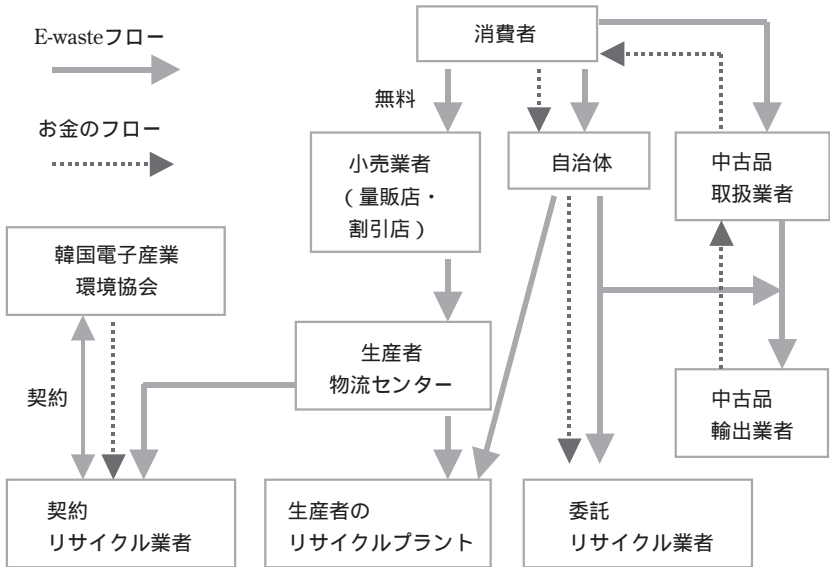 E-wasteフロー
お金のフロー
消費者
無料
小売業者
(量販店・
割引店)
自治体
中古品
取扱業者
韓国電子産業
環境協会
生産者
物流センター
契約
中古品
輸出業者
契約
リサイクル業者
生産者の
リサイクルプラント
委託
リサイクル業者